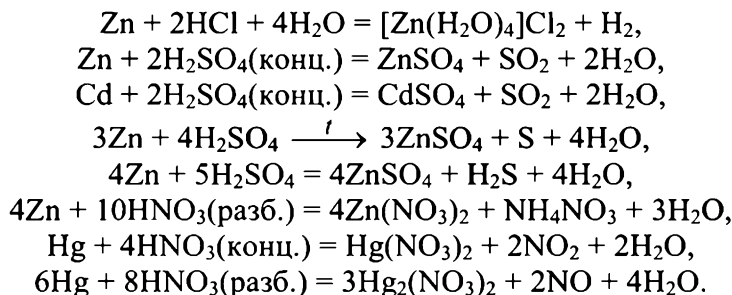 Zn + 2HCl + 4H₂O = [Zn(H₂O)₄]Cl₂ + H₂,
Zn + 2H₂SO₄(конц.) = ZnSO₄ + SO₂ + 2H₂O,
Cd + 2H₂SO₄(конц.) = CdSO₄ + SO₂ + 2H₂O,
3Zn + 4H₂SO₄ —t→ 3ZnSO₄ + S + 4H₂O,
4Zn + 5H₂SO₄ = 4ZnSO₄ + H₂S + 4H₂O,
4Zn + 10HNO₃(разб.) = 4Zn(NO₃)₂ + NH₄NO₃ + 3H₂O,
Hg + 4HNO₃(конц.) = Hg(NO₃)₂ + 2NO₂ + 2H₂O,
6Hg + 8HNO₃(разб.) = 3Hg₂(NO₃)₂ + 2NO + 4H₂O.